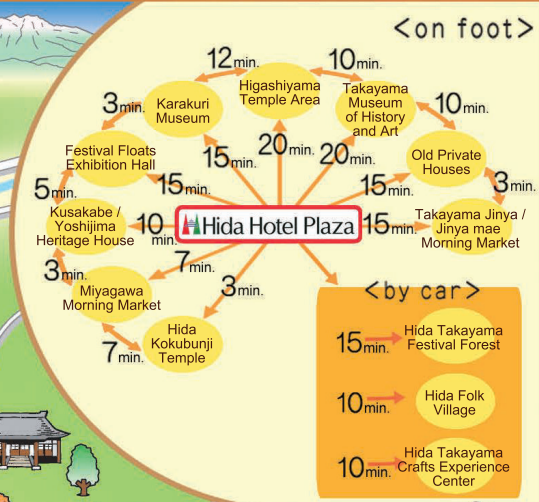 <on foot>
12min.
10min.
Higashiyama
Temple Area
3min.
Karakuri
Museum
Takayama
Museum
of History
and Art
10min.
Festival Floats
Exhibition Hall
15min.
20min.
20min.
Old Private
Houses
5min.
15min.
15min.
3min.
Kusakabe /
Yoshijima
Heritage House
10min.
Hida Hotel Plaza
15min.
Takayama Jinya /
Jinya mae
Morning Market
3min.
7min.
Miyagawa
Morning Market
3min.
7min.
Hida
Kokubunji
Temple
<by car>
15min.
Hida Takayama
Festival Forest
10min.
Hida Folk
Village
10min.
Hida Takayama
Crafts Experience
Center